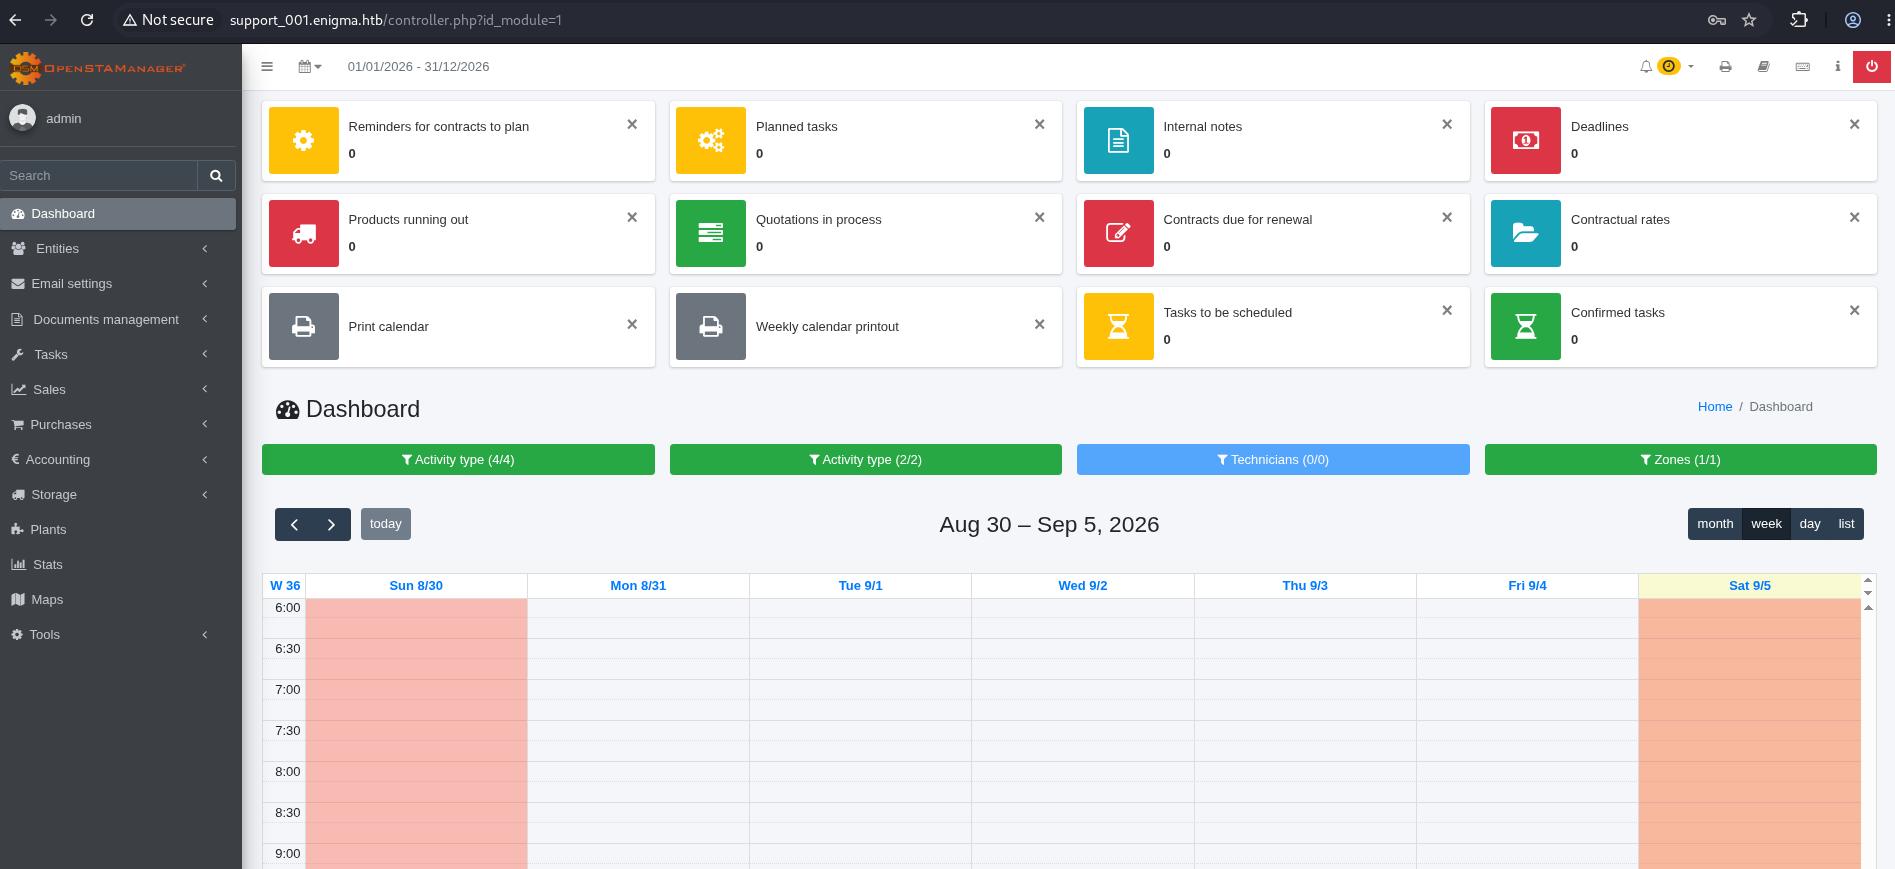 Not secure support_001.enigma.htb/controller.php?id_module=1
OSM OPENSTAMANAGER®
01/01/2026 - 31/12/2026
admin
Search
Dashboard
Entities
Email settings
Documents management
Tasks
Sales
Purchases
Accounting
Storage
Plants
Stats
Maps
Tools
Reminders for contracts to plan
0
Planned tasks
0
Internal notes
0
Deadlines
0
Products running out
0
Quotations in process
0
Contracts due for renewal
0
Contractual rates
0
Print calendar
Weekly calendar printout
Tasks to be scheduled
0
Confirmed tasks
0
Dashboard
Home / Dashboard
Activity type (4/4)
Activity type (2/2)
Technicians (0/0)
Zones (1/1)
today
Aug 30 – Sep 5, 2026
month week day list
W 36 Sun 8/30 Mon 8/31 Tue 9/1 Wed 9/2 Thu 9/3 Fri 9/4 Sat 9/5
6:00
6:30
7:00
7:30
8:00
8:30
9:00